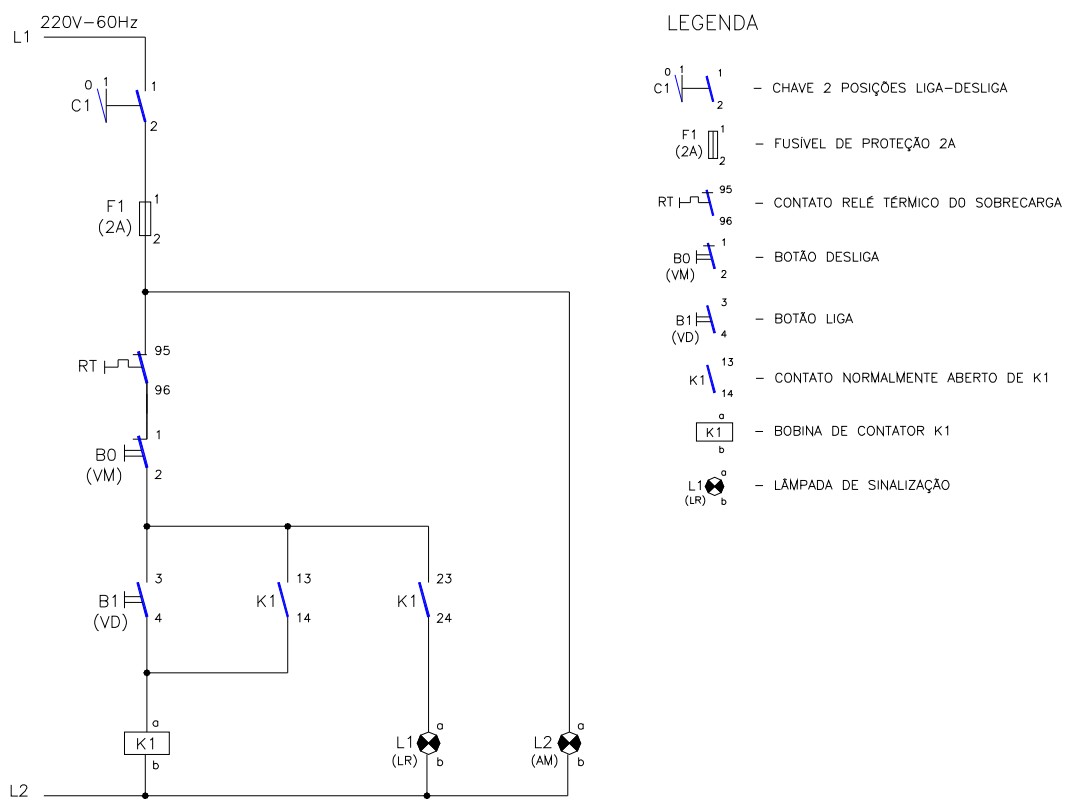 220V-60Hz
L1
0 1
C1
1
2
F1
(2A)
1
2
RT
95
96
B0
(VM)
1
2
B1
(VD)
3
4
K1
13
14
K1
23
24
K1
a
b
L1
(LR)
a
b
L2
(AM)
a
b
L2
LEGENDA
0 1
C1
1
2
- CHAVE 2 POSIÇÕES LIGA-DESLIGA
F1
(2A)
1
2
- FUSÍVEL DE PROTEÇÃO 2A
RT
95
96
- CONTATO RELÉ TÉRMICO D0 SOBRECARGA
B0
(VM)
1
2
- BOTÃO DESLIGA
B1
(VD)
3
4
- BOTÃO LIGA
K1
13
14
- CONTATO NORMALMENTE ABERTO DE K1
a
K1
b
- BOBINA DE CONTATOR K1
L1
(LR)
a
b
- LÃMPADA DE SINALIZAÇÃO